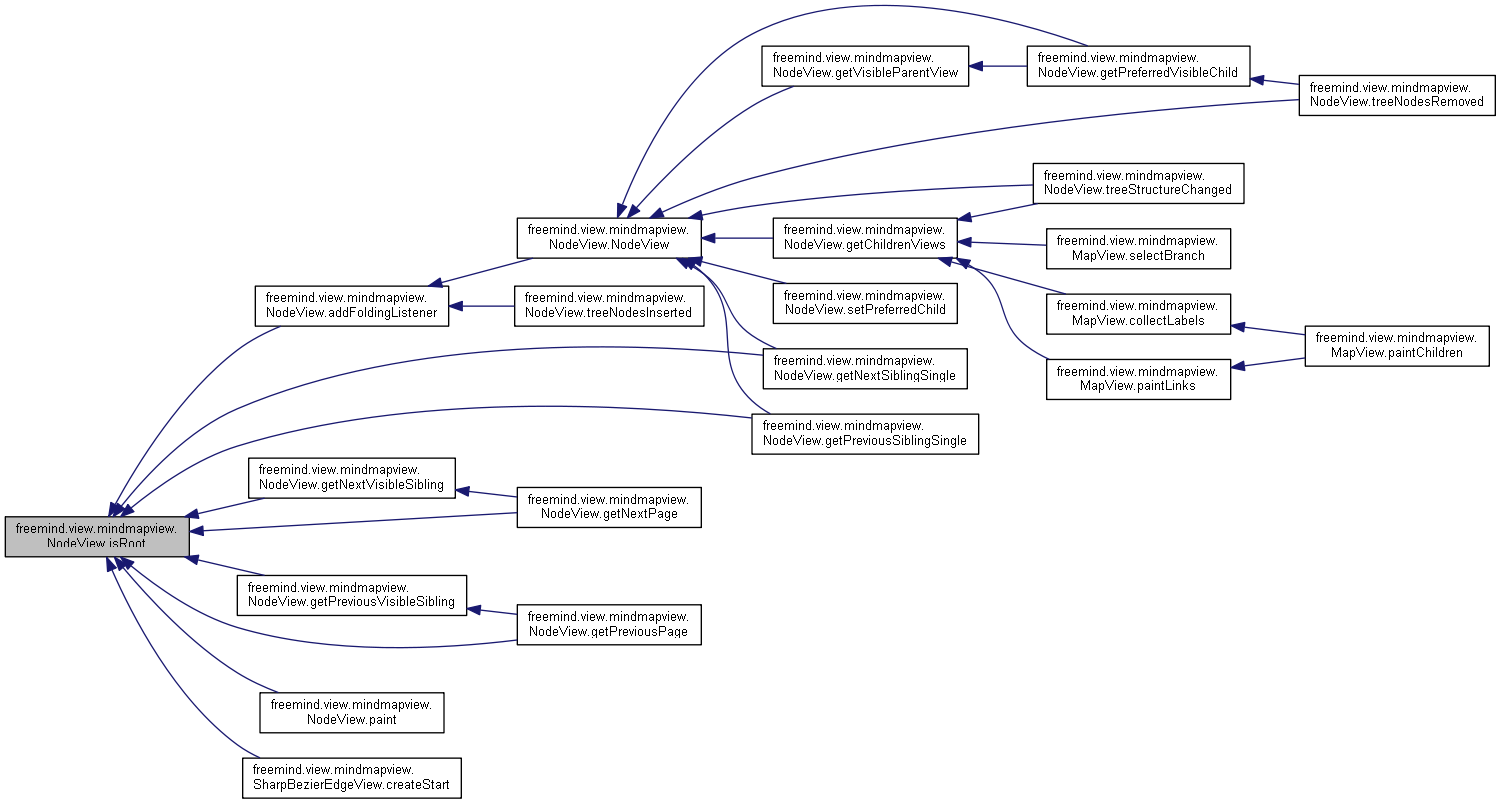 freemind.view.mindmapview.
NodeView.getVisibleParentView
freemind.view.mindmapview.
NodeView.getPreferredVisibleChild
freemind.view.mindmapview.
NodeView.treeNodesRemoved
freemind.view.mindmapview.
NodeView.treeStructureChanged
freemind.view.mindmapview.
NodeView.NodeView
freemind.view.mindmapview.
NodeView.getChildrenViews
freemind.view.mindmapview.
MapView.selectBranch
freemind.view.mindmapview.
NodeView.addFoldingListener
freemind.view.mindmapview.
NodeView.treeNodesInserted
freemind.view.mindmapview.
NodeView.setPreferredChild
freemind.view.mindmapview.
MapView.collectLabels
freemind.view.mindmapview.
MapView.paintChildren
freemind.view.mindmapview.
NodeView.getNextSiblingSingle
freemind.view.mindmapview.
MapView.paintLinks
freemind.view.mindmapview.
NodeView.getPreviousSiblingSingle
freemind.view.mindmapview.
NodeView.getNextVisibleSibling
freemind.view.mindmapview.
NodeView.getNextPage
freemind.view.mindmapview.
NodeView.isRoot
freemind.view.mindmapview.
NodeView.getPreviousVisibleSibling
freemind.view.mindmapview.
NodeView.getPreviousPage
freemind.view.mindmapview.
NodeView.paint
freemind.view.mindmapview.
SharpBezierEdgeView.createStart